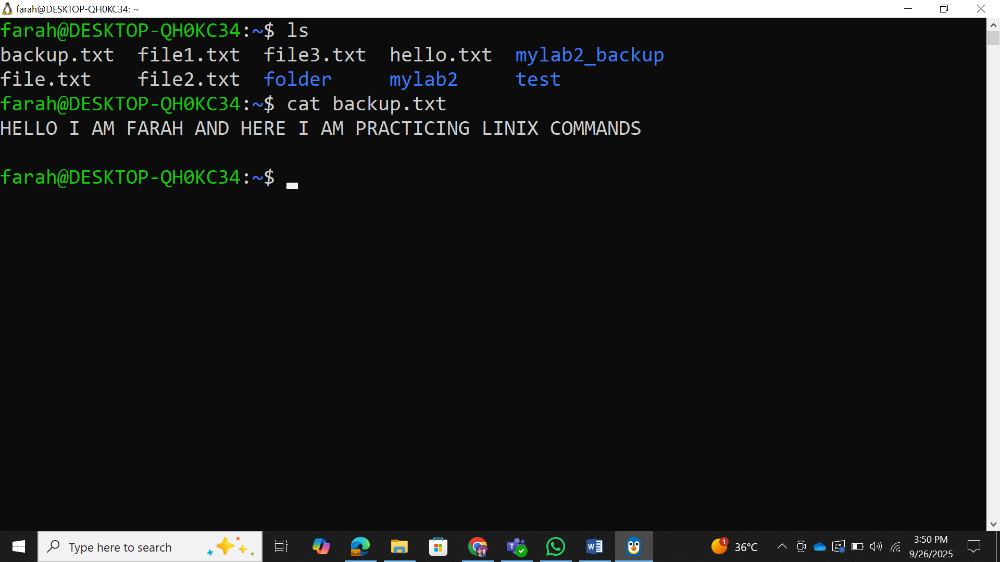 farah@DESKTOP-QH0KC34: ~
farah@DESKTOP-QH0KC34:~$ ls
backup.txt file1.txt file3.txt hello.txt mylab2_backup
file.txt file2.txt folder mylab2 test
farah@DESKTOP-QH0KC34:~$ cat backup.txt
HELLO I AM FARAH AND HERE I AM PRACTICING LINIX COMMANDS
farah@DESKTOP-QH0KC34:~$
Type here to search
1
36°C
3:50 PM
9/26/2025